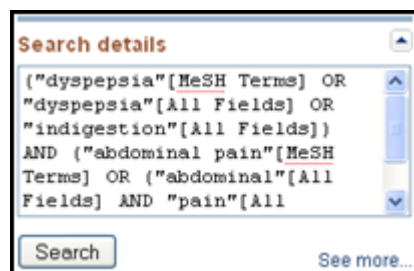 Search details
("dyspepsia"[MeSH Terms] OR
"dyspepsia"[All Fields] OR
"indigestion"[All Fields])
AND ("abdominal pain"[MeSH
Terms] OR ("abdominal"[All
Fields] AND "pain"[All
Search
See more...